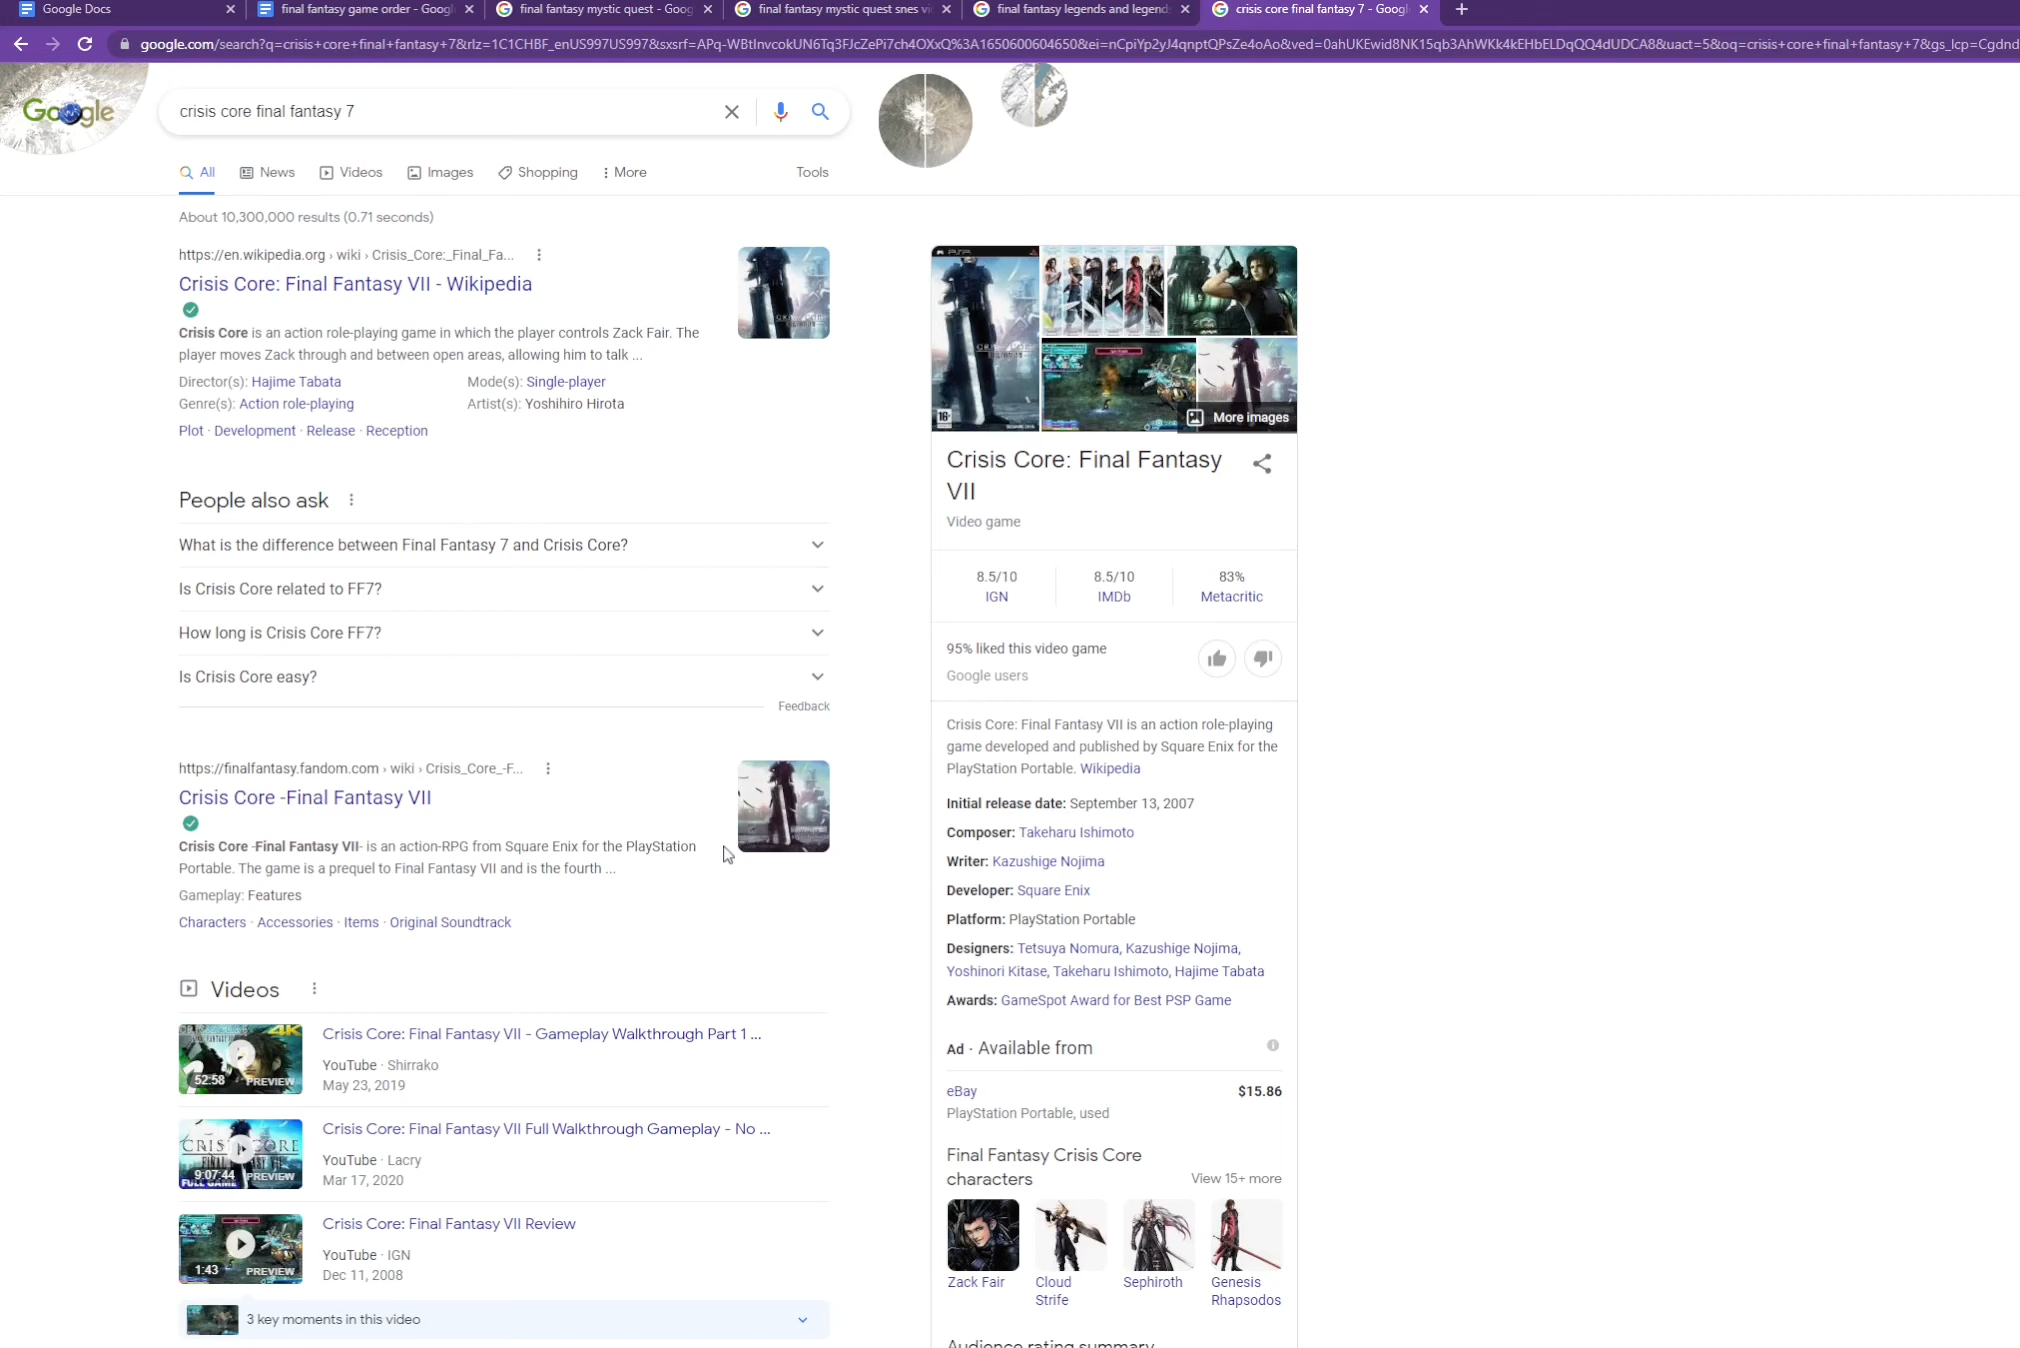 Google Docs
final fantasy game order - Googl
final fantasy mystic quest - Goog
final fantasy mystic quest snes vi
final fantasy legends and legend
crisis core final fantasy 7 - Googl
google.com/search?q=crisis+core+final+fantasy+7&rlz=1C1CHBF_enUS997US997&sxsrf=APq-WBtInvcokUN6Tq3FJcZePi7ch4OXxQ%3A1650600604650&ei=nCpiYp2yJ4qnptQPsZe4oAo&ved=0ahUKEwid8NK15qb3AhWKk4kEHbELDqQQ4dUDCA8&uact=5&oq=crisis+core+final+fantasy+7&gs_lcp=Cgdnd
Google
crisis core final fantasy 7
All
News
Videos
Images
Shopping
More
Tools
About 10,300,000 results (0.71 seconds)
https://en.wikipedia.org › wiki › Crisis_Core:_Final_Fa...
Crisis Core: Final Fantasy VII - Wikipedia
Crisis Core is an action role-playing game in which the player controls Zack Fair. The
player moves Zack through and between open areas, allowing him to talk ...
Director(s): Hajime Tabata
Mode(s): Single-player
Genre(s): Action role-playing
Artist(s): Yoshihiro Hirota
Plot · Development · Release · Reception
People also ask
What is the difference between Final Fantasy 7 and Crisis Core?
Is Crisis Core related to FF7?
How long is Crisis Core FF7?
Is Crisis Core easy?
Feedback
https://finalfantasy.fandom.com › wiki › Crisis_Core_-F...
Crisis Core -Final Fantasy VII
Crisis Core -Final Fantasy VII- is an action-RPG from Square Enix for the PlayStation
Portable. The game is a prequel to Final Fantasy VII and is the fourth ...
Gameplay: Features
Characters · Accessories · Items · Original Soundtrack
Videos
4K
52:58
PREVIEW
Crisis Core: Final Fantasy VII - Gameplay Walkthrough Part 1 ...
YouTube · Shirrako
May 23, 2019
CRISIS CORE
9:07:44
PREVIEW
FULL GAME
Crisis Core: Final Fantasy VII Full Walkthrough Gameplay - No ...
YouTube · Lacry
Mar 17, 2020
1:43
PREVIEW
Crisis Core: Final Fantasy VII Review
YouTube · IGN
Dec 11, 2008
3 key moments in this video
PSP
16
More images
Crisis Core: Final Fantasy
VII
Video game
8.5/10
IGN
8.5/10
IMDb
83%
Metacritic
95% liked this video game
Google users
Crisis Core: Final Fantasy VII is an action role-playing
game developed and published by Square Enix for the
PlayStation Portable. Wikipedia
Initial release date: September 13, 2007
Composer: Takeharu Ishimoto
Writer: Kazushige Nojima
Developer: Square Enix
Platform: PlayStation Portable
Designers: Tetsuya Nomura, Kazushige Nojima,
Yoshinori Kitase, Takeharu Ishimoto, Hajime Tabata
Awards: GameSpot Award for Best PSP Game
Ad · Available from
eBay
$15.86
PlayStation Portable, used
Final Fantasy Crisis Core
characters
View 15+ more
Zack Fair
Cloud
Strife
Sephiroth
Genesis
Rhapsodos
Audience rating summary